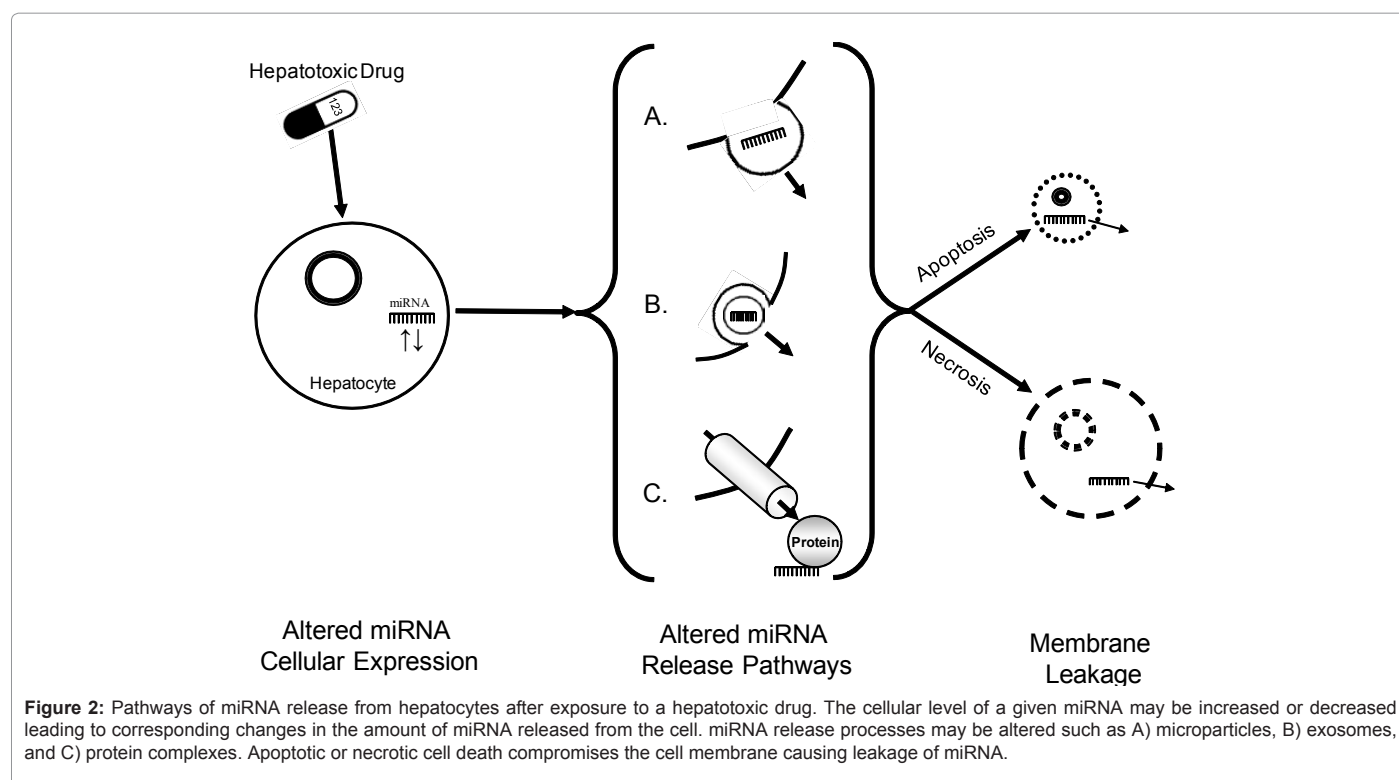 Hepatotoxic Drug
123
miRNA
↑↓
Hepatocyte
A.
B.
C.
Protein
Apoptosis
Necrosis
Altered miRNA
Cellular Expression
Altered miRNA
Release Pathways
Membrane
Leakage
Figure 2: Pathways of miRNA release from hepatocytes after exposure to a hepatotoxic drug. The cellular level of a given miRNA may be increased or decreased
leading to corresponding changes in the amount of miRNA released from the cell. miRNA release processes may be altered such as A) microparticles, B) exosomes,
and C) protein complexes. Apoptotic or necrotic cell death compromises the cell membrane causing leakage of miRNA.